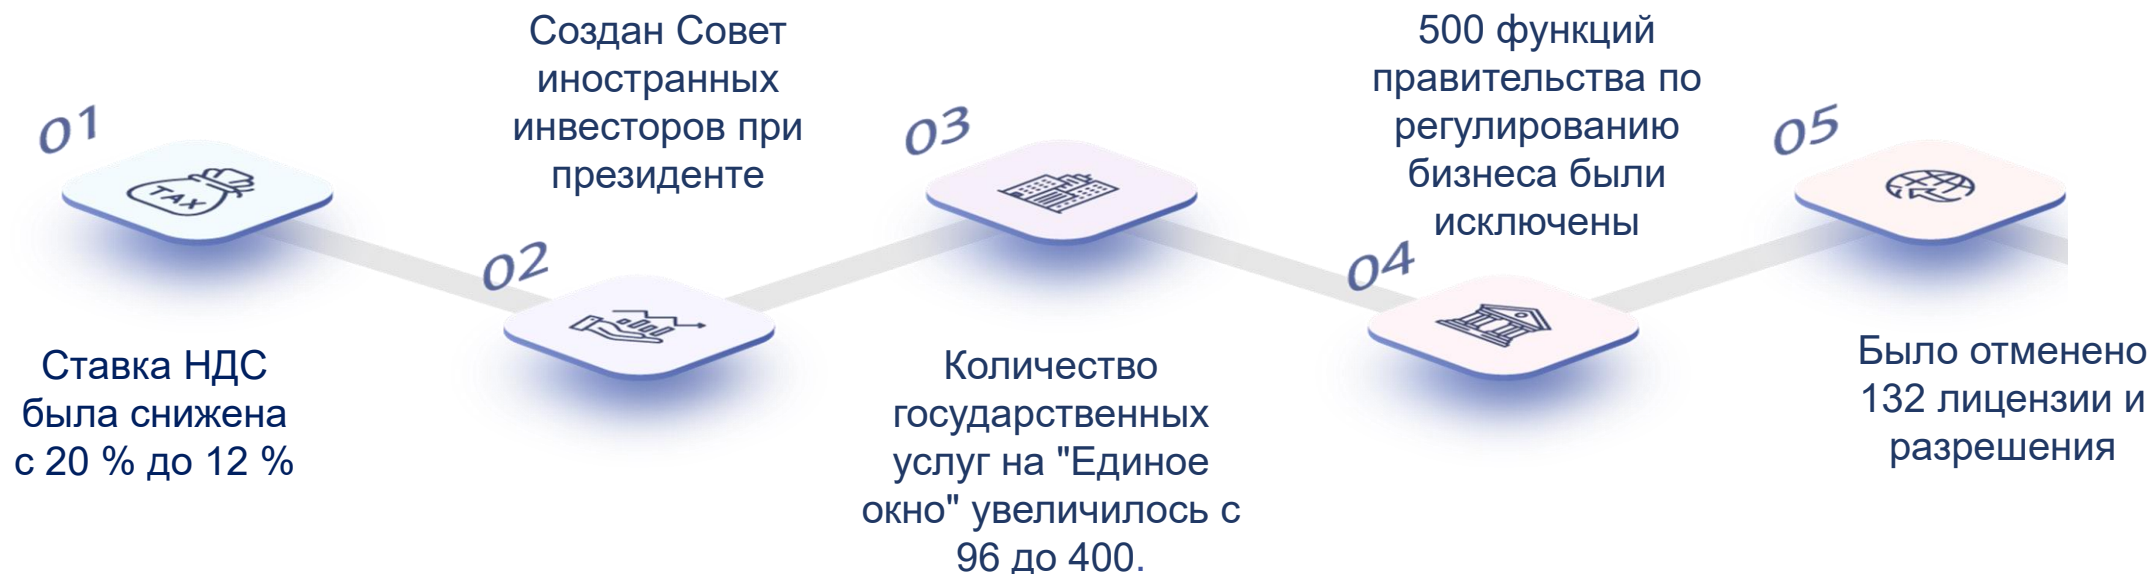 01
TAX
Ставка НДС
была снижена
с 20 % до 12 %
Создан Совет
иностранных
инвесторов при
президенте
02
03
Количество
государственных
услуг на "Единое
окно" увеличилось с
96 до 400.
500 функций
правительства по
регулированию
бизнеса были
исключены
04
05
Было отменено
132 лицензии и
разрешения